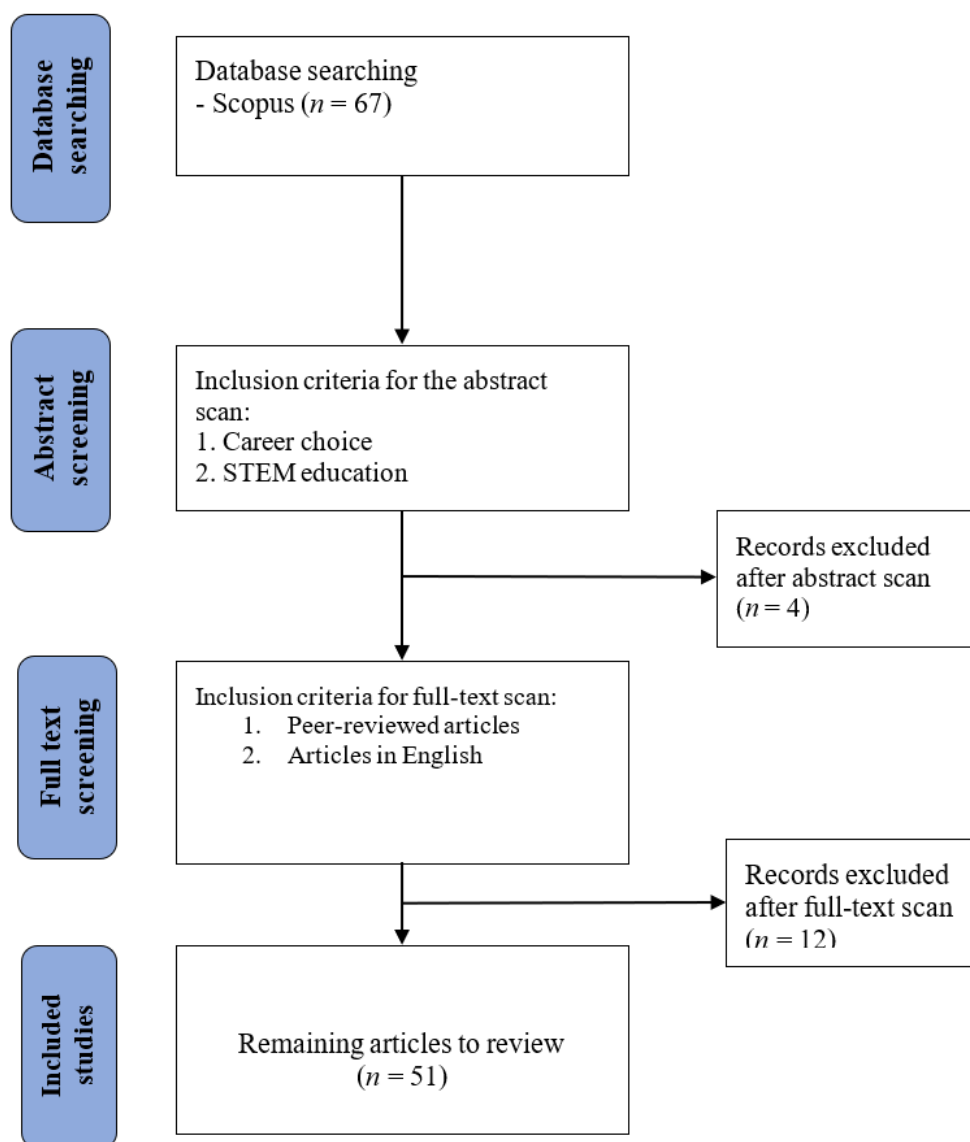 Database
searching
Database searching
- Scopus (n = 67)
Abstract
screening
Inclusion criteria for the abstract
scan:
1. Career choice
2. STEM education
Records excluded
after abstract scan
(n = 4)
Full text
screening
Inclusion criteria for full-text scan:
1. Peer-reviewed articles
2. Articles in English
Records excluded
after full-text scan
(n = 12)
Included
studies
Remaining articles to review
(n = 51)